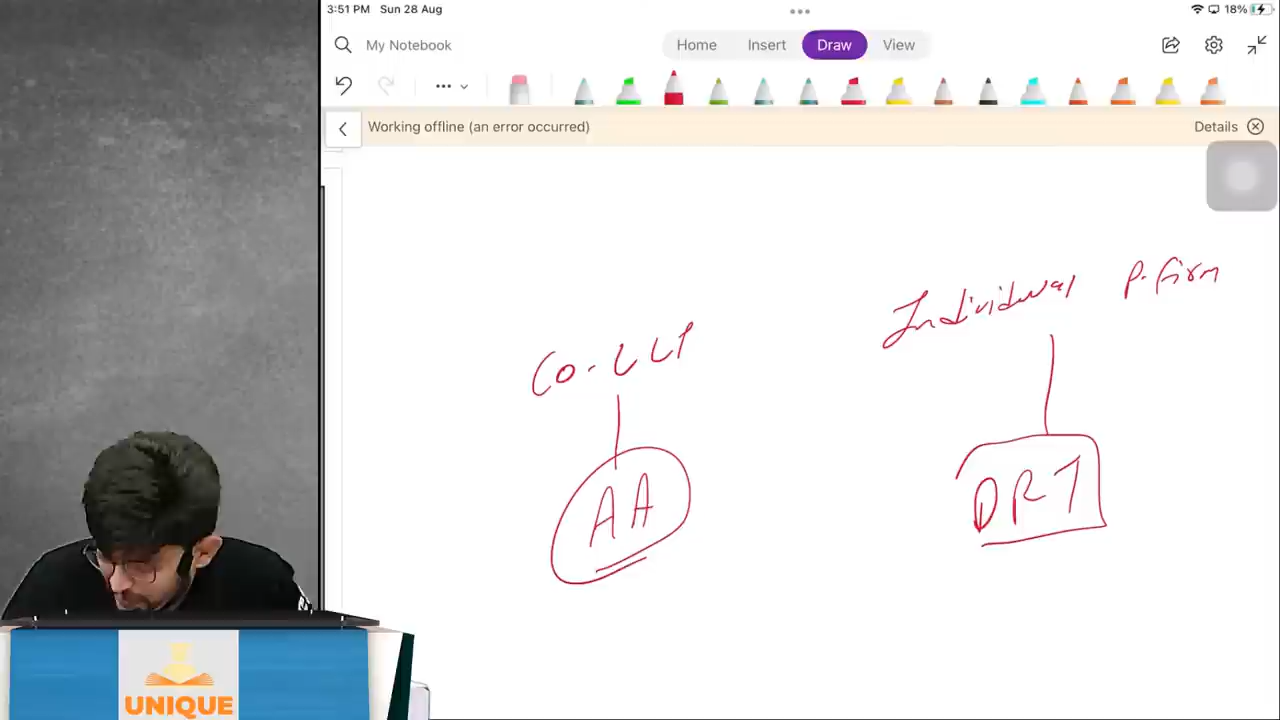 3:51 PM Sun 28 Aug
18%
My Notebook
Home Insert Draw View
Working offline (an error occurred)
Details
Individual P. firm
Co-LLP
AA
DRT
UNIQUE